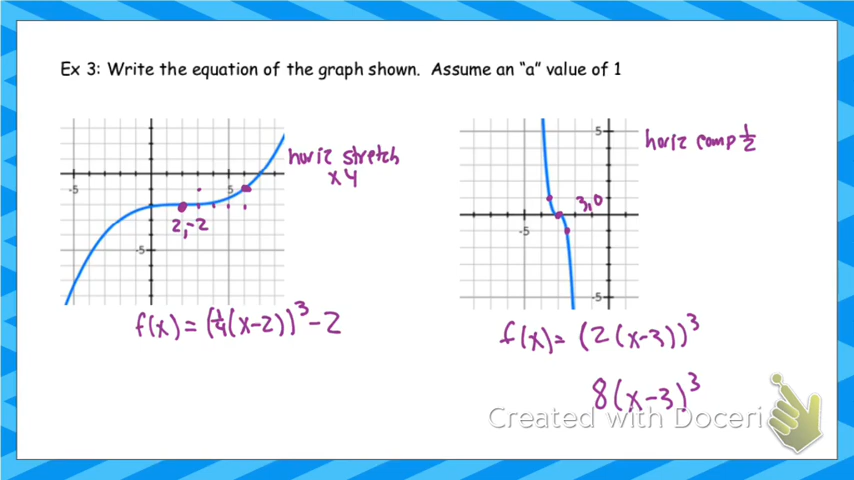 Ex 3: Write the equation of the graph shown. Assume an “a” value of 1
horiz stretch
x4
-5
5
2,-2
-5
f(x) = (1/4(x-2))³-2
5
horiz comp 1/2
3,0
-5
-5
f(x)= (2(x-3))³
8(x-3)³
Created with Doceri